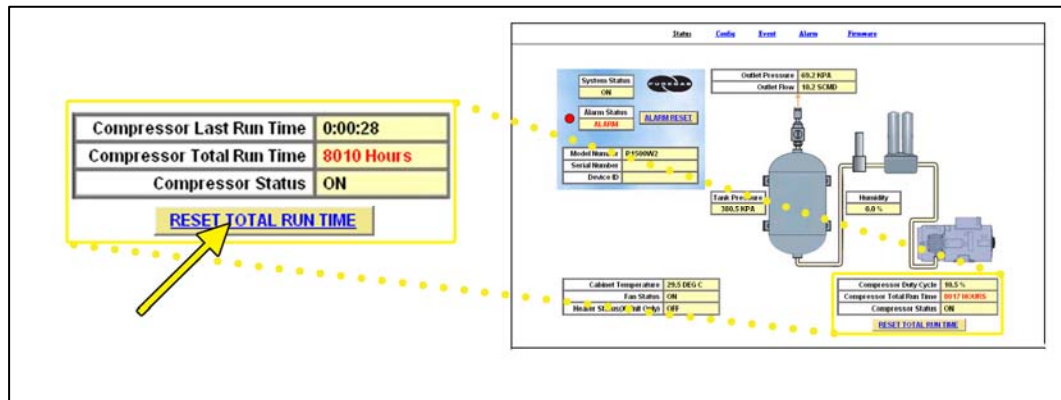 Compressor Last Run Time 0:00:28
Compressor Total Run Time 8010 Hours
Compressor Status ON
RESET TOTAL RUN TIME
Status Config Event Alarm Firmware
System Status
ON
Alarm Status
ALARM
ALARM RESET
Model Number P1500W2
Serial Number
Device ID
Outlet Pressure 69.2 KPA
Outlet Flow 10.2 SCMD
Tank Pressure
380.5 KPA
Humidity
0.0 %
Cabinet Temperature 29.5 DEG C
Fan Status ON
OFF
Compressor Duty Cycle 10.5 %
Compressor Total Run Time 8017 HOURS
Compressor Status ON
RESET TOTAL RUN TIME